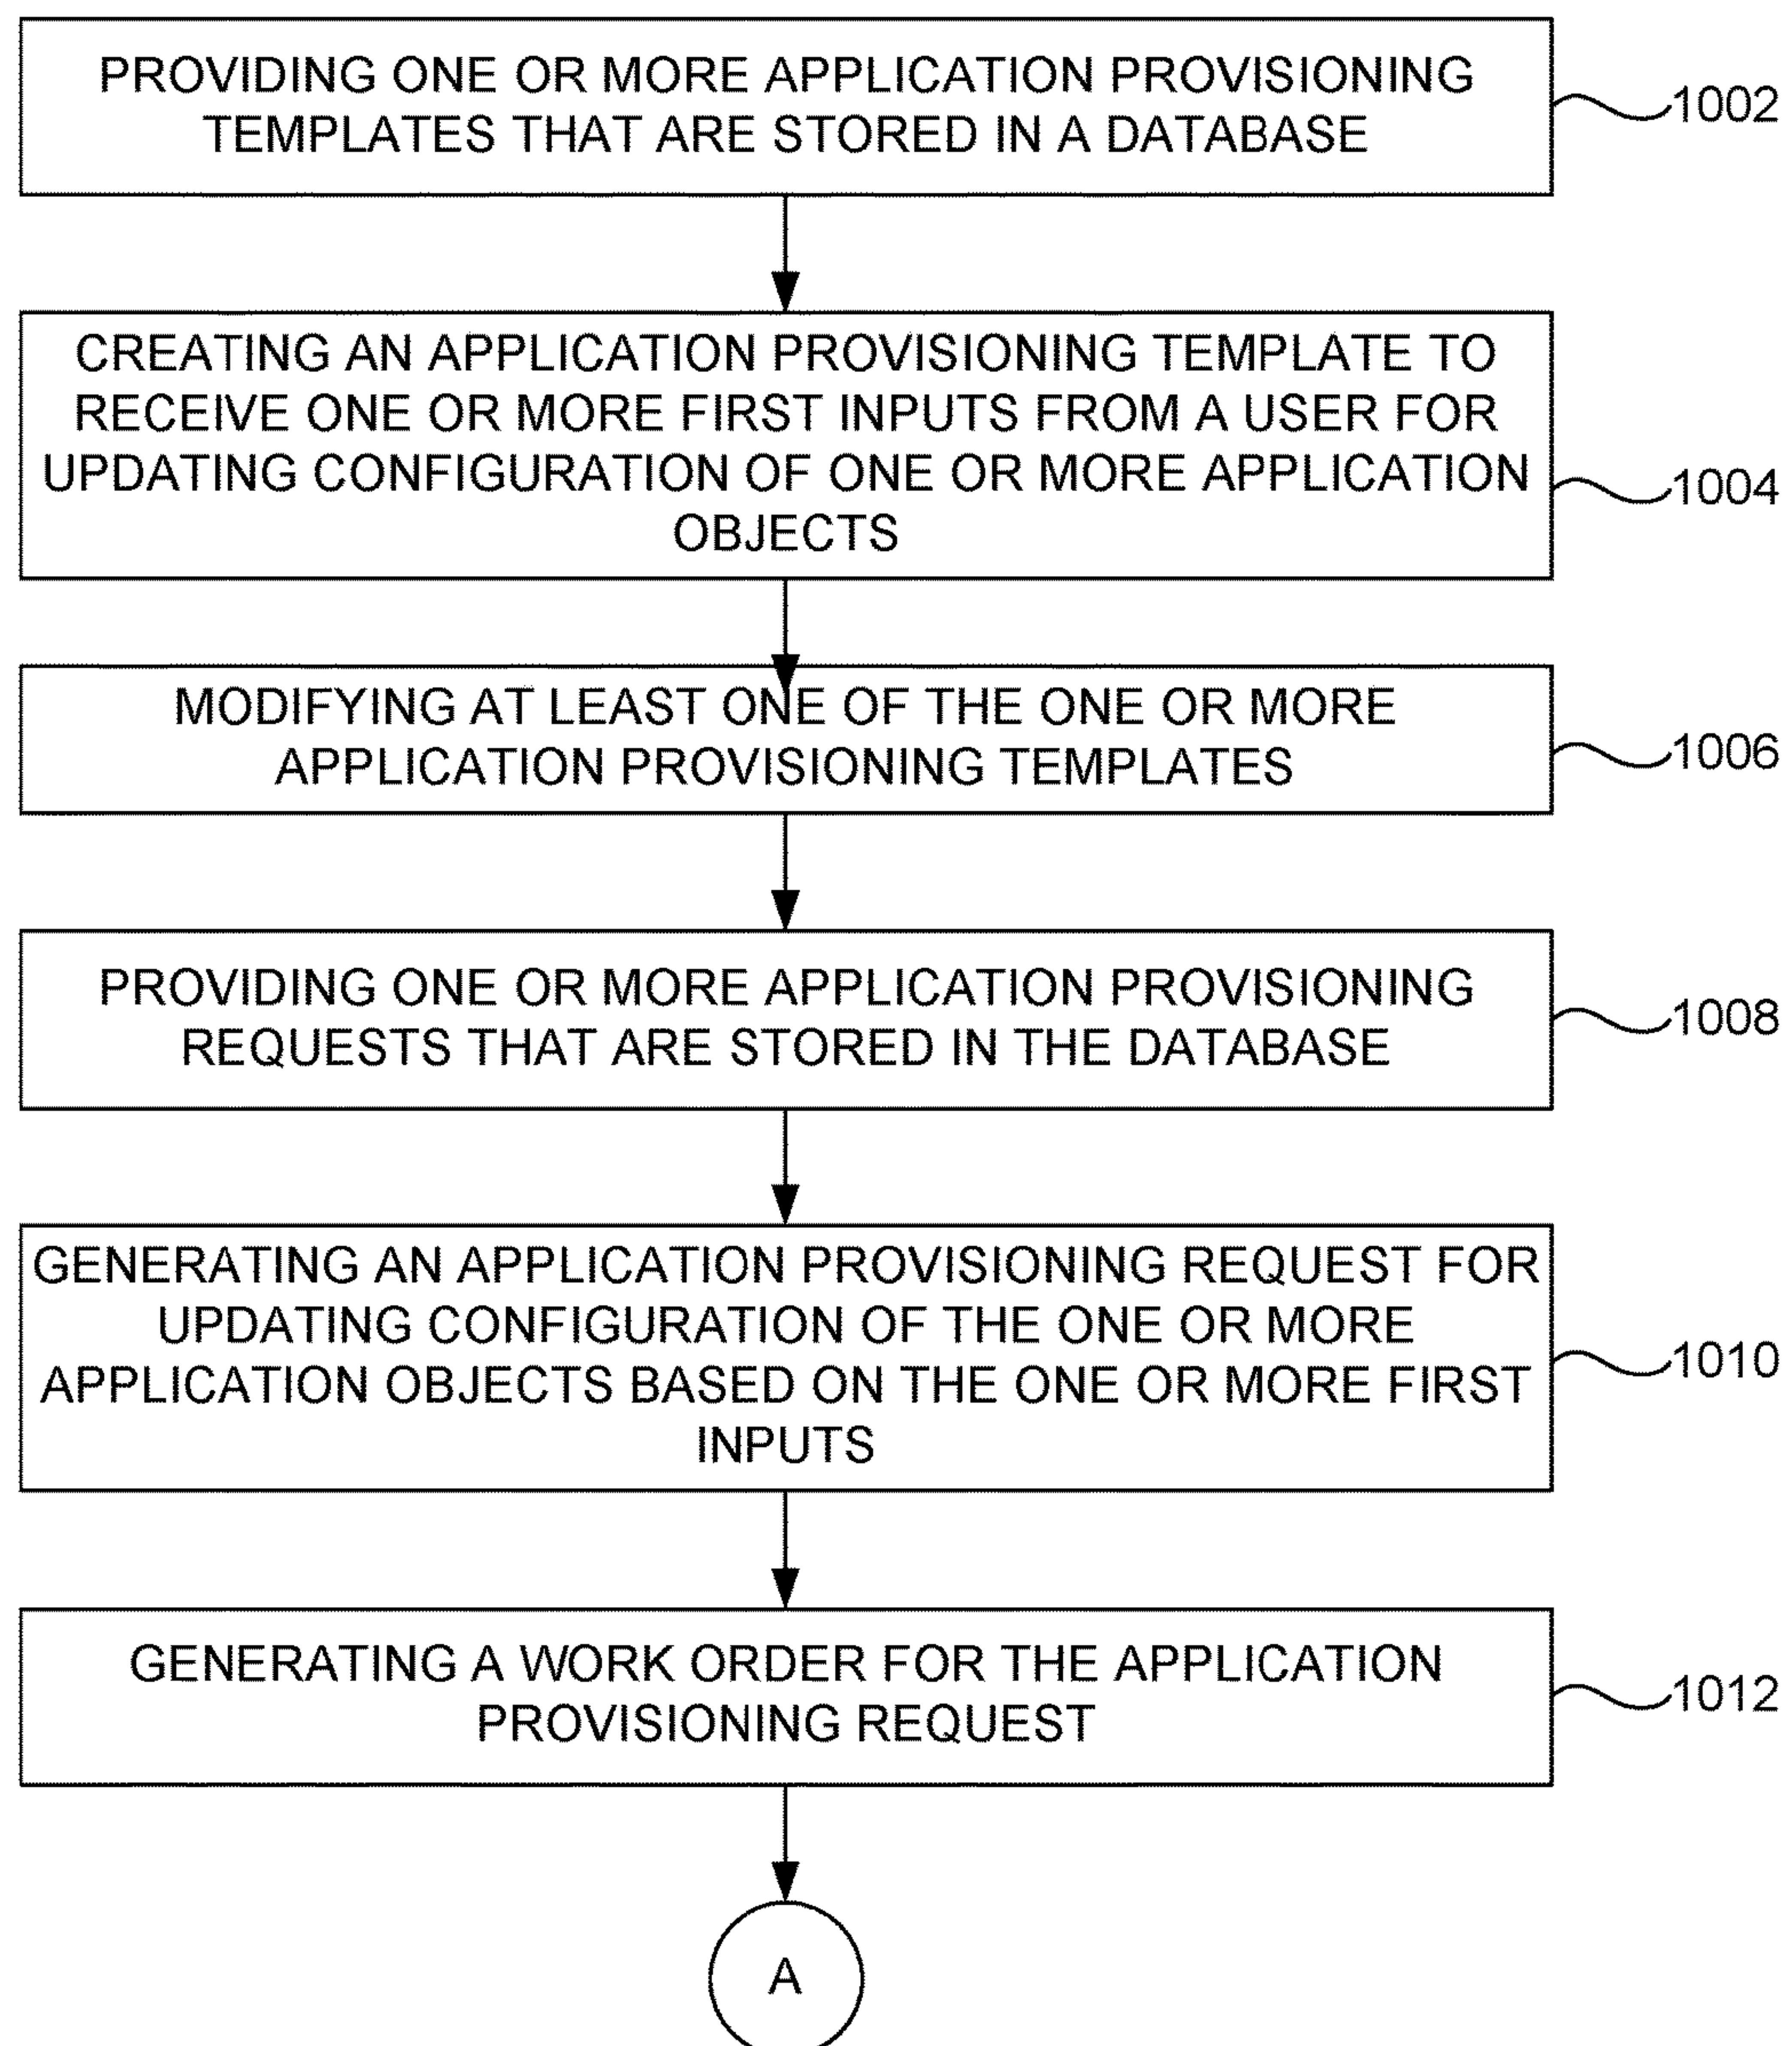 PROVIDING ONE OR MORE APPLICATION PROVISIONING
TEMPLATES THAT ARE STORED IN A DATABASE
1002
CREATING AN APPLICATION PROVISIONING TEMPLATE TO
RECEIVE ONE OR MORE FIRST INPUTS FROM A USER FOR
UPDATING CONFIGURATION OF ONE OR MORE APPLICATION
OBJECTS
1004
MODIFYING AT LEAST ONE OF THE ONE OR MORE
APPLICATION PROVISIONING TEMPLATES
1006
PROVIDING ONE OR MORE APPLICATION PROVISIONING
REQUESTS THAT ARE STORED IN THE DATABASE
1008
GENERATING AN APPLICATION PROVISIONING REQUEST FOR
UPDATING CONFIGURATION OF THE ONE OR MORE
APPLICATION OBJECTS BASED ON THE ONE OR MORE FIRST
INPUTS
1010
GENERATING A WORK ORDER FOR THE APPLICATION
PROVISIONING REQUEST
1012
A